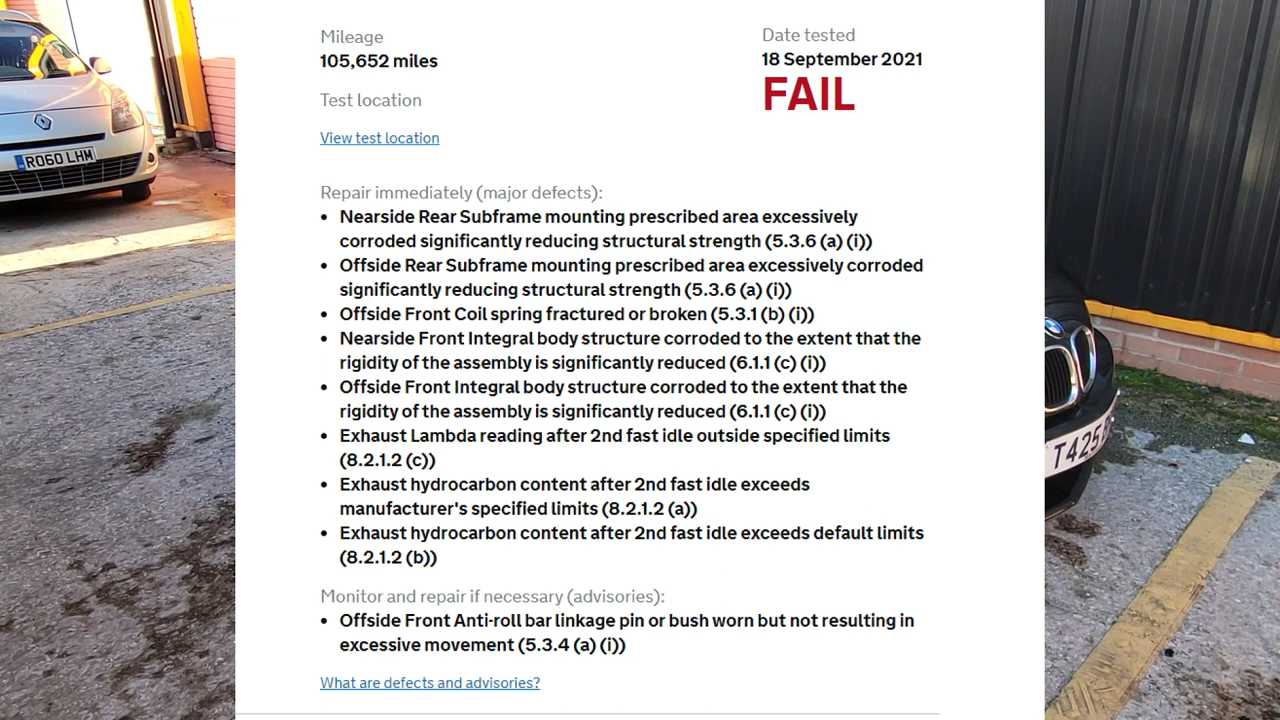 Mileage
105,652 miles
Date tested
18 September 2021
FAIL
Test location
View test location
RO60 LHM
Repair immediately (major defects):
• Nearside Rear Subframe mounting prescribed area excessively
corroded significantly reducing structural strength (5.3.6 (a) (i))
• Offside Rear Subframe mounting prescribed area excessively corroded
significantly reducing structural strength (5.3.6 (a) (i))
• Offside Front Coil spring fractured or broken (5.3.1 (b) (i))
• Nearside Front Integral body structure corroded to the extent that the
rigidity of the assembly is significantly reduced (6.1.1 (c) (i))
• Offside Front Integral body structure corroded to the extent that the
rigidity of the assembly is significantly reduced (6.1.1 (c) (i))
• Exhaust Lambda reading after 2nd fast idle outside specified limits
(8.2.1.2 (c))
• Exhaust hydrocarbon content after 2nd fast idle exceeds
manufacturer's specified limits (8.2.1.2 (a))
• Exhaust hydrocarbon content after 2nd fast idle exceeds default limits
(8.2.1.2 (b))
T425
Monitor and repair if necessary (advisories):
• Offside Front Anti-roll bar linkage pin or bush worn but not resulting in
excessive movement (5.3.4 (a) (i))
What are defects and advisories?